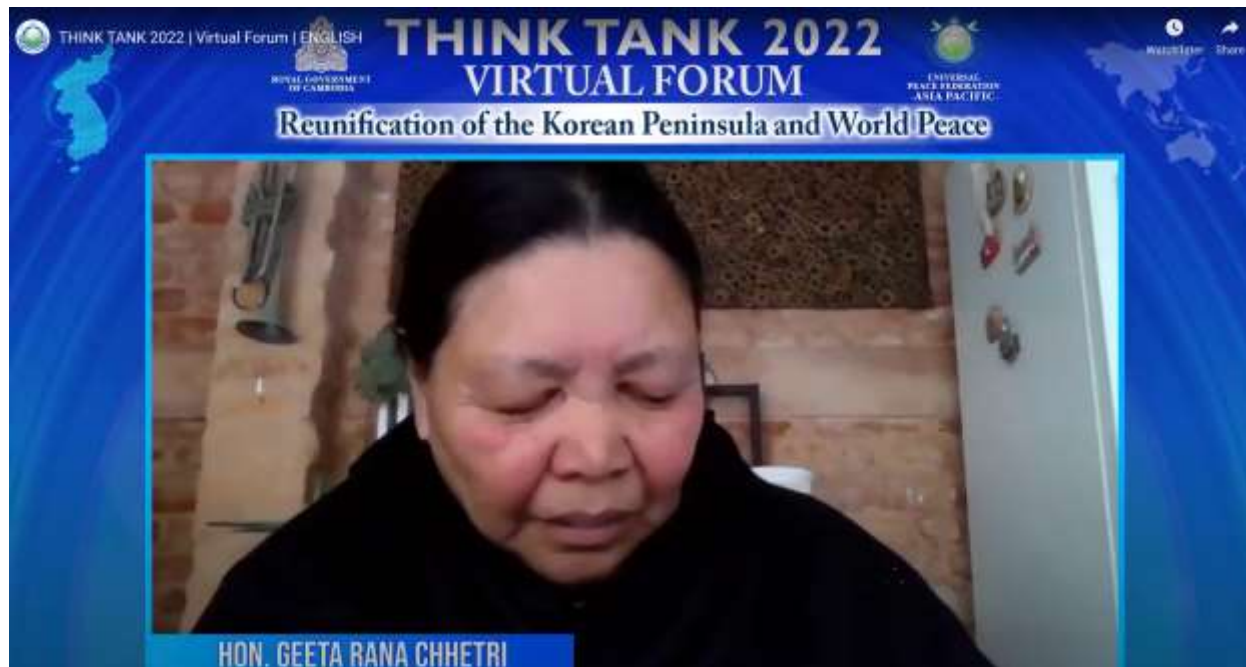 THINK TANK 2022 | Virtual Forum | ENGLISH
THINK TANK 2022
Watch later
Share
ROYAL GOVERNMENT
OF CAMBODIA
VIRTUAL FORUM
UNIVERSAL
PEACE FEDERATION
ASIA PACIFIC
Reunification of the Korean Peninsula and World Peace
HON. GEETA RANA CHHETRI